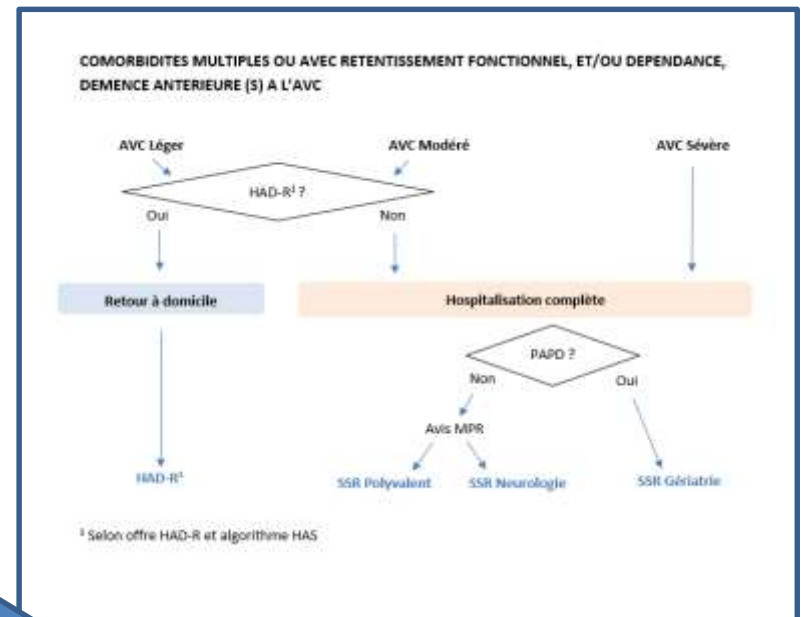 COMORBIDITES MULTIPLES OU AVEC RETENTISSEMENT FONCTIONNEL, ET/OU DEPENDANCE,
DEMENCE ANTERIEURE (S) A L'AVC
AVC Léger
AVC Modéré
AVC Sévère
HAD-R¹ ?
Oui
Non
Retour à domicile
Hospitalisation complète
PAPD ?
Non
Oui
Avis MPR
HAD-R¹
SSR Polyvalent
SSR Neurologie
SSR Gériatrie
¹ Selon offre HAD-R et algorithme HAS